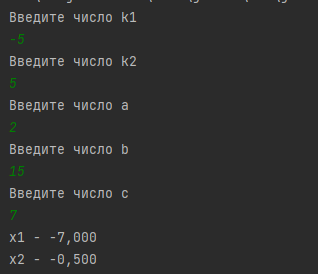 Введите число k1
-5
Введите число k2
5
Введите число a
2
Введите число b
15
Введите число c
7
x1 - -7,000
x2 - -0,500